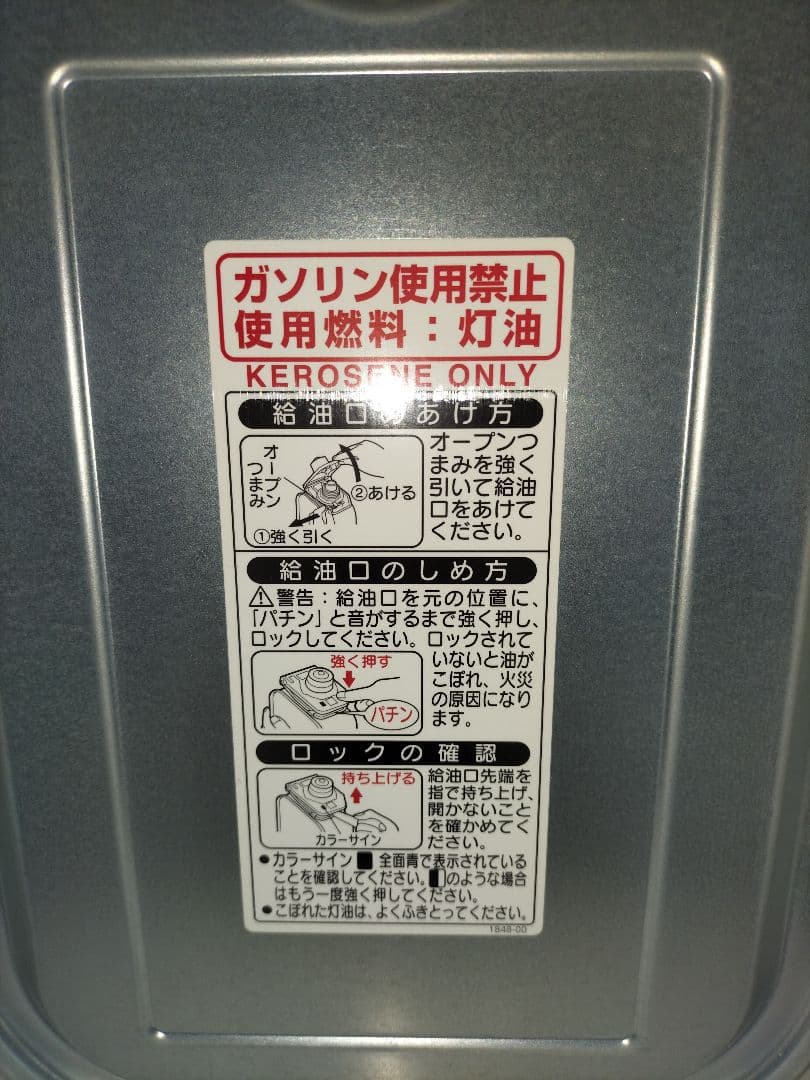 ガソリン使用禁止
使用燃料：灯油
KEROSENE ONLY
給油口のあけ方
オープンつまみ
②あける
①強く引く
オープンつ
まみを強く
引いて給油
口をあけて
ください。
給油口のしめ方
⚠警告：給油口を元の位置に、
「パチン」と音がするまで強く押し、
ロックしてください。ロックされて
いないと油が
こぼれ、火災
の原因になり
ます。
強く押す
パチン
ロックの確認
持ち上げる
カラーサイン
給油口先端を
指で持ち上げ、
開かないこと
を確かめてく
ださい。
●カラーサイン■全面青で表示されている
ことを確認してください。◧のような場合
はもう一度強く押してください。
●こぼれた灯油は、よくふきとってください。
1848-00